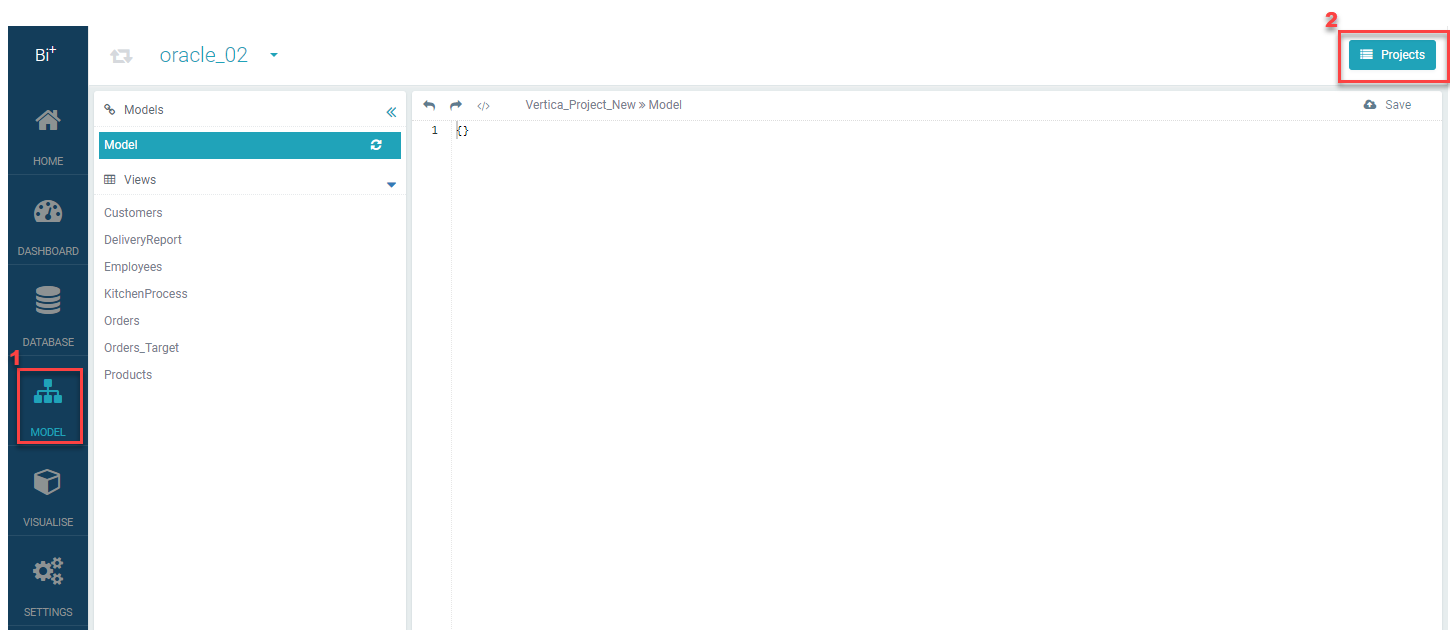 2
Bi+
oracle_02
Projects
Models
Vertica_Project_New » Model
Save
1 {}
Model
HOME
Views
Customers
DeliveryReport
DASHBOARD
Employees
KitchenProcess
Orders
DATABASE
Orders_Target
1
Products
MODEL
VISUALISE
SETTINGS